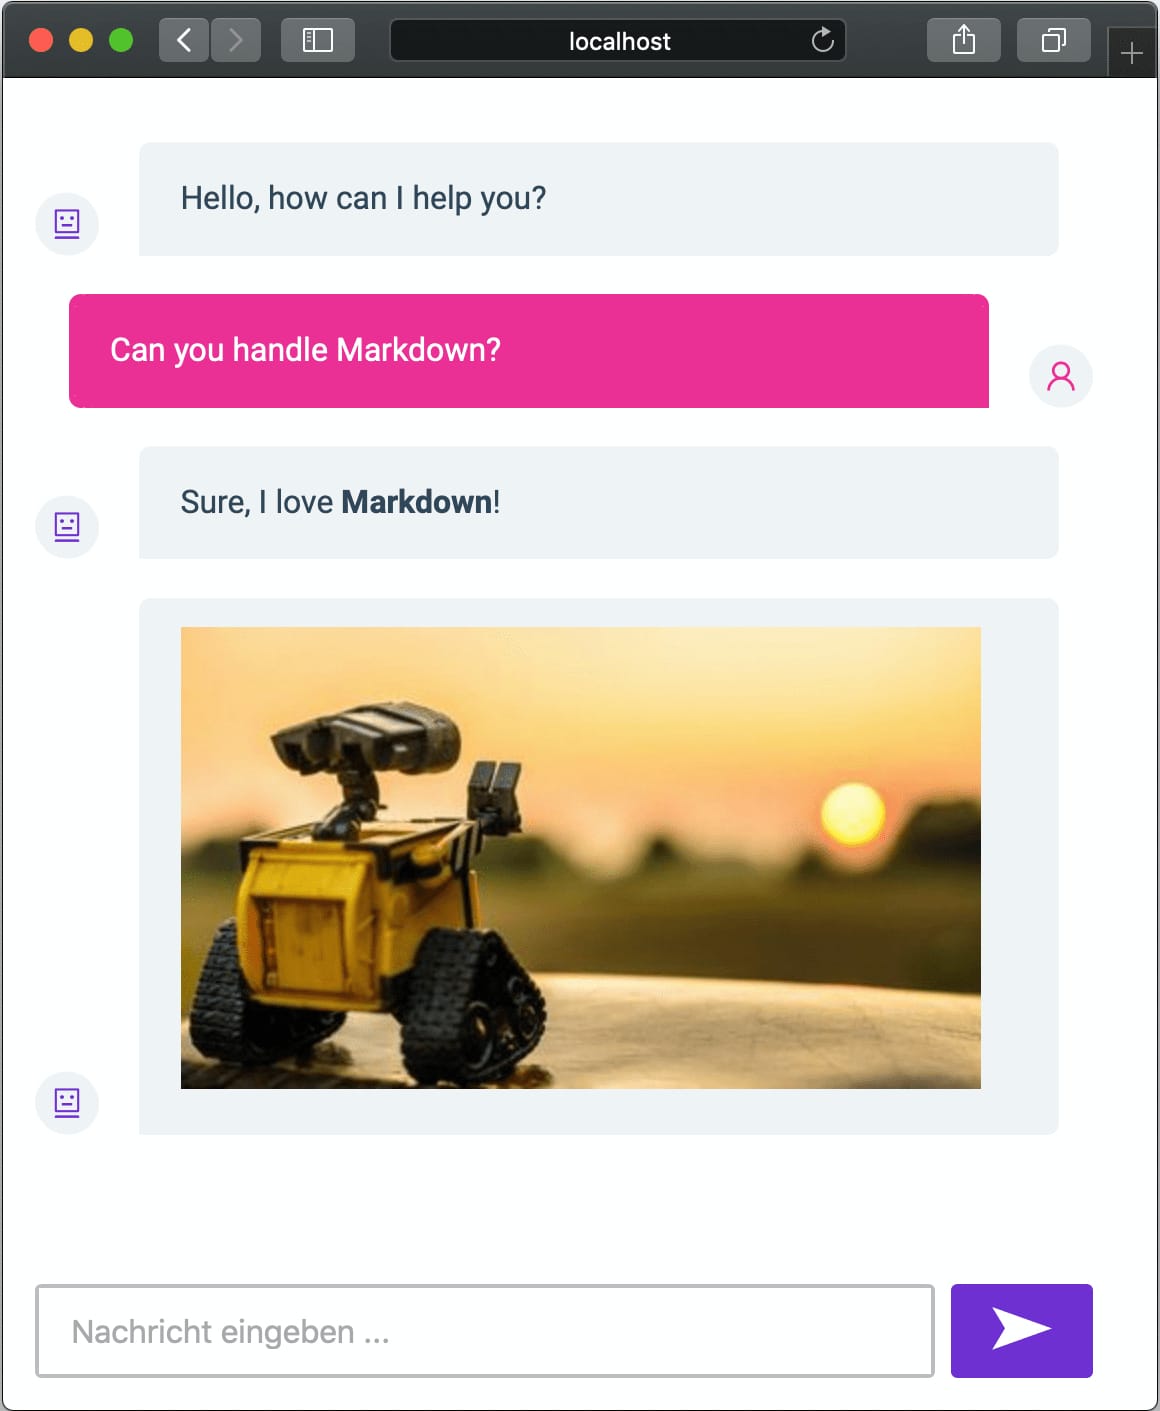 localhost
Hello, how can I help you?
Can you handle Markdown?
Sure, I love Markdown!
Nachricht eingeben ...